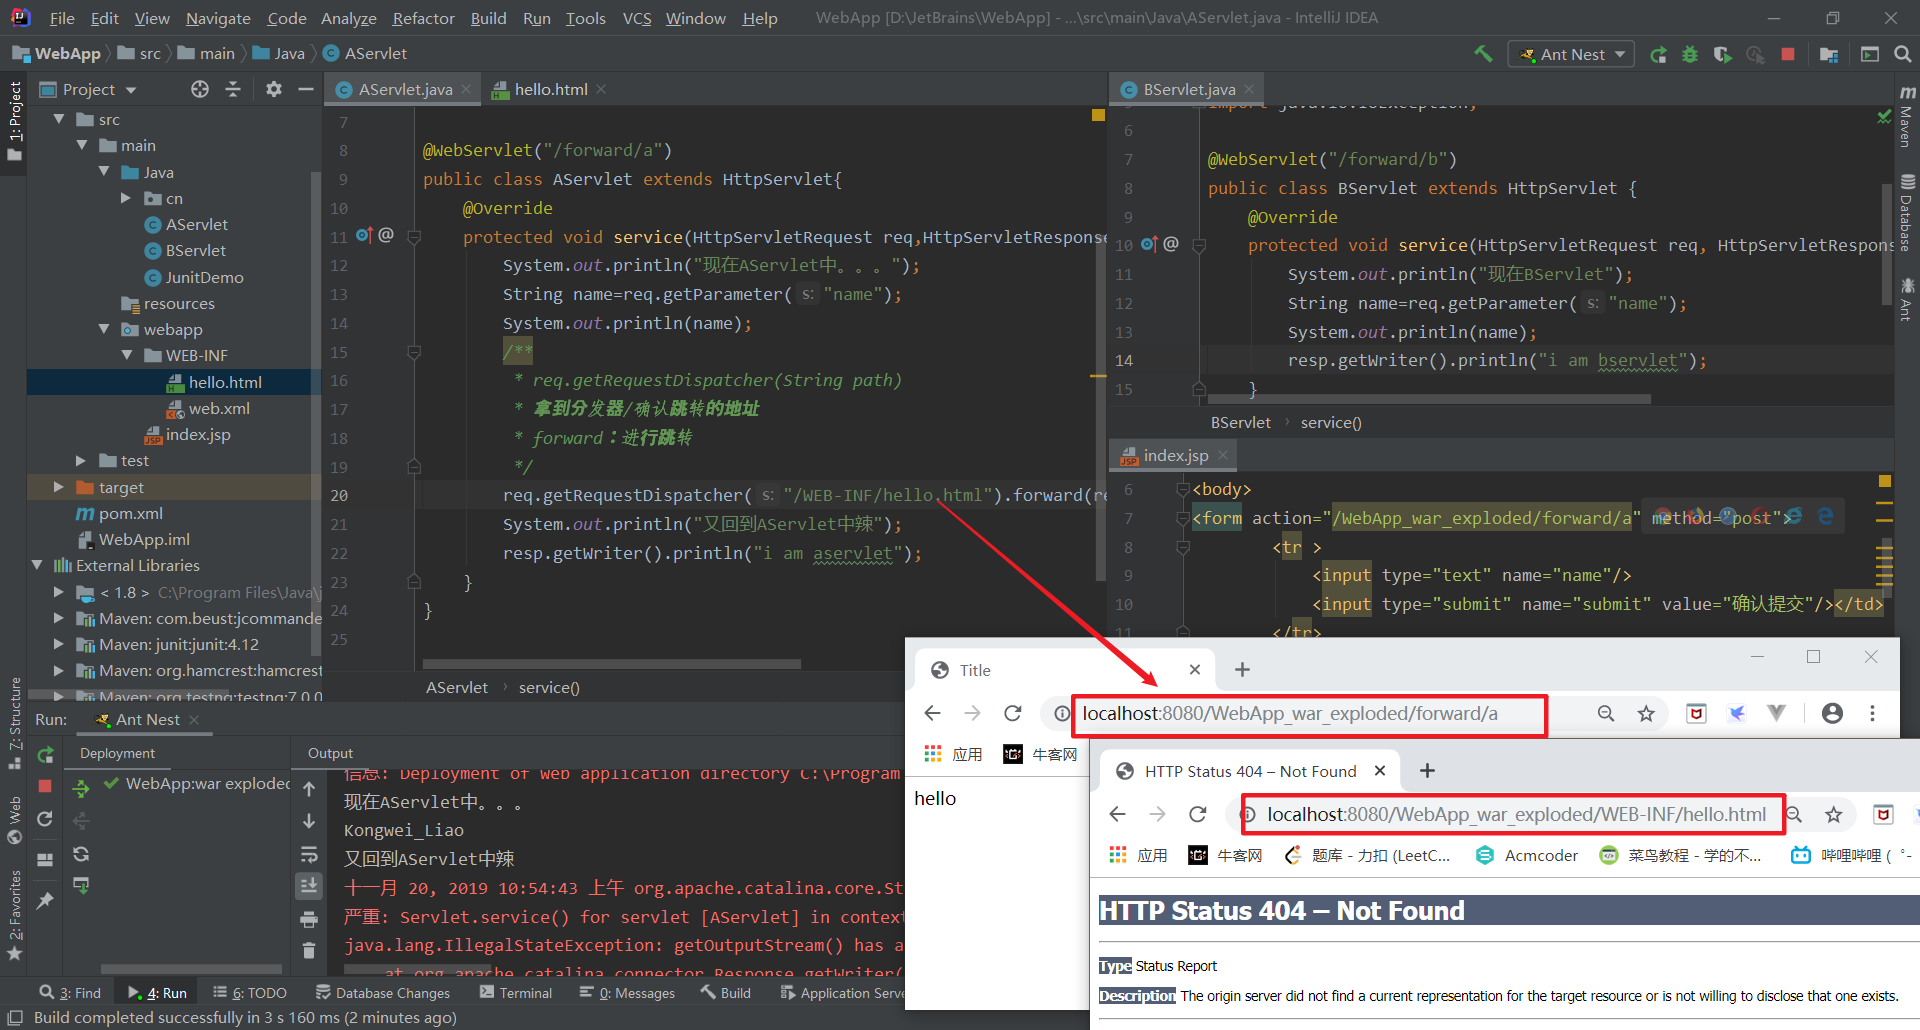 File Edit View Navigate Code Analyze Refactor Build Run Tools VCS Window Help WebApp [D:\JetBrains\WebApp] - ...\src\main\Java\AServlet.java - IntelliJ IDEA
WebApp src main Java AServlet
Ant Nest
1: Project
Project
src
main
Java
cn
AServlet
BServlet
JunitDemo
resources
webapp
WEB-INF
hello.html
web.xml
index.jsp
test
target
pom.xml
WebApp.iml
External Libraries
< 1.8 > C:\Program Files\Java\j
Maven: com.beust:jcommande
Maven: junit:junit:4.12
Maven: org.hamcrest:hamcrest
Maven: org.testng:testng:7.0.0
AServlet.java hello.html
7
8 @WebServlet("/forward/a")
9 public class AServlet extends HttpServlet{
10 @Override
11 protected void service(HttpServletRequest req,HttpServletResponse
12 System.out.println("现在AServlet中。。。");
13 String name=req.getParameter( s: "name");
14 System.out.println(name);
15 /**
16 * req.getRequestDispatcher(String path)
17 * 拿到分发器/确认跳转的地址
18 * forward：进行跳转
19 */
20 req.getRequestDispatcher( s: "/WEB-INF/hello.html").forward(re
21 System.out.println("又回到AServlet中辣");
22 resp.getWriter().println("i am aservlet");
23 }
24 }
25
AServlet › service()
BServlet.java
import java.io.IOException;
6
7 @WebServlet("/forward/b")
8 public class BServlet extends HttpServlet {
9 @Override
10 protected void service(HttpServletRequest req, HttpServletRespons
11 System.out.println("现在BServlet");
12 String name=req.getParameter( s: "name");
13 System.out.println(name);
14 resp.getWriter().println("i am bservlet");
15 }
BServlet › service()
index.jsp
6 <body>
7 <form action="/WebApp_war_exploded/forward/a" method="post">
8 <tr >
9 <input type="text" name="name"/>
10 <input type="submit" name="submit" value="确认提交"/></td>
11 </tr>
Maven
Database
Ant
7: Structure
Web
2: Favorites
Run: Ant Nest
Deployment
Output
WebApp:war exploded
信息: Deployment of web application directory C:\Program
现在AServlet中。。。
Kongwei_Liao
又回到AServlet中辣
十一月 20, 2019 10:54:43 上午 org.apache.catalina.core.St
严重: Servlet.service() for servlet [AServlet] in context
java.lang.IllegalStateException: getOutputStream() has a
at org.apache.catalina.connector.Response.getWriter(
Title
localhost:8080/WebApp_war_exploded/forward/a
应用 牛客网
hello
HTTP Status 404 – Not Found
localhost:8080/WebApp_war_exploded/WEB-INF/hello.html
应用 牛客网 题库 - 力扣 (LeetC... Acmcoder 菜鸟教程 - 学的不... 哔哩哔哩 ( ゜-
HTTP Status 404 – Not Found
Type Status Report
Description The origin server did not find a current representation for the target resource or is not willing to disclose that one exists.
3: Find 4: Run 6: TODO Database Changes Terminal 0: Messages Build Application Serve
Build completed successfully in 3 s 160 ms (2 minutes ago)